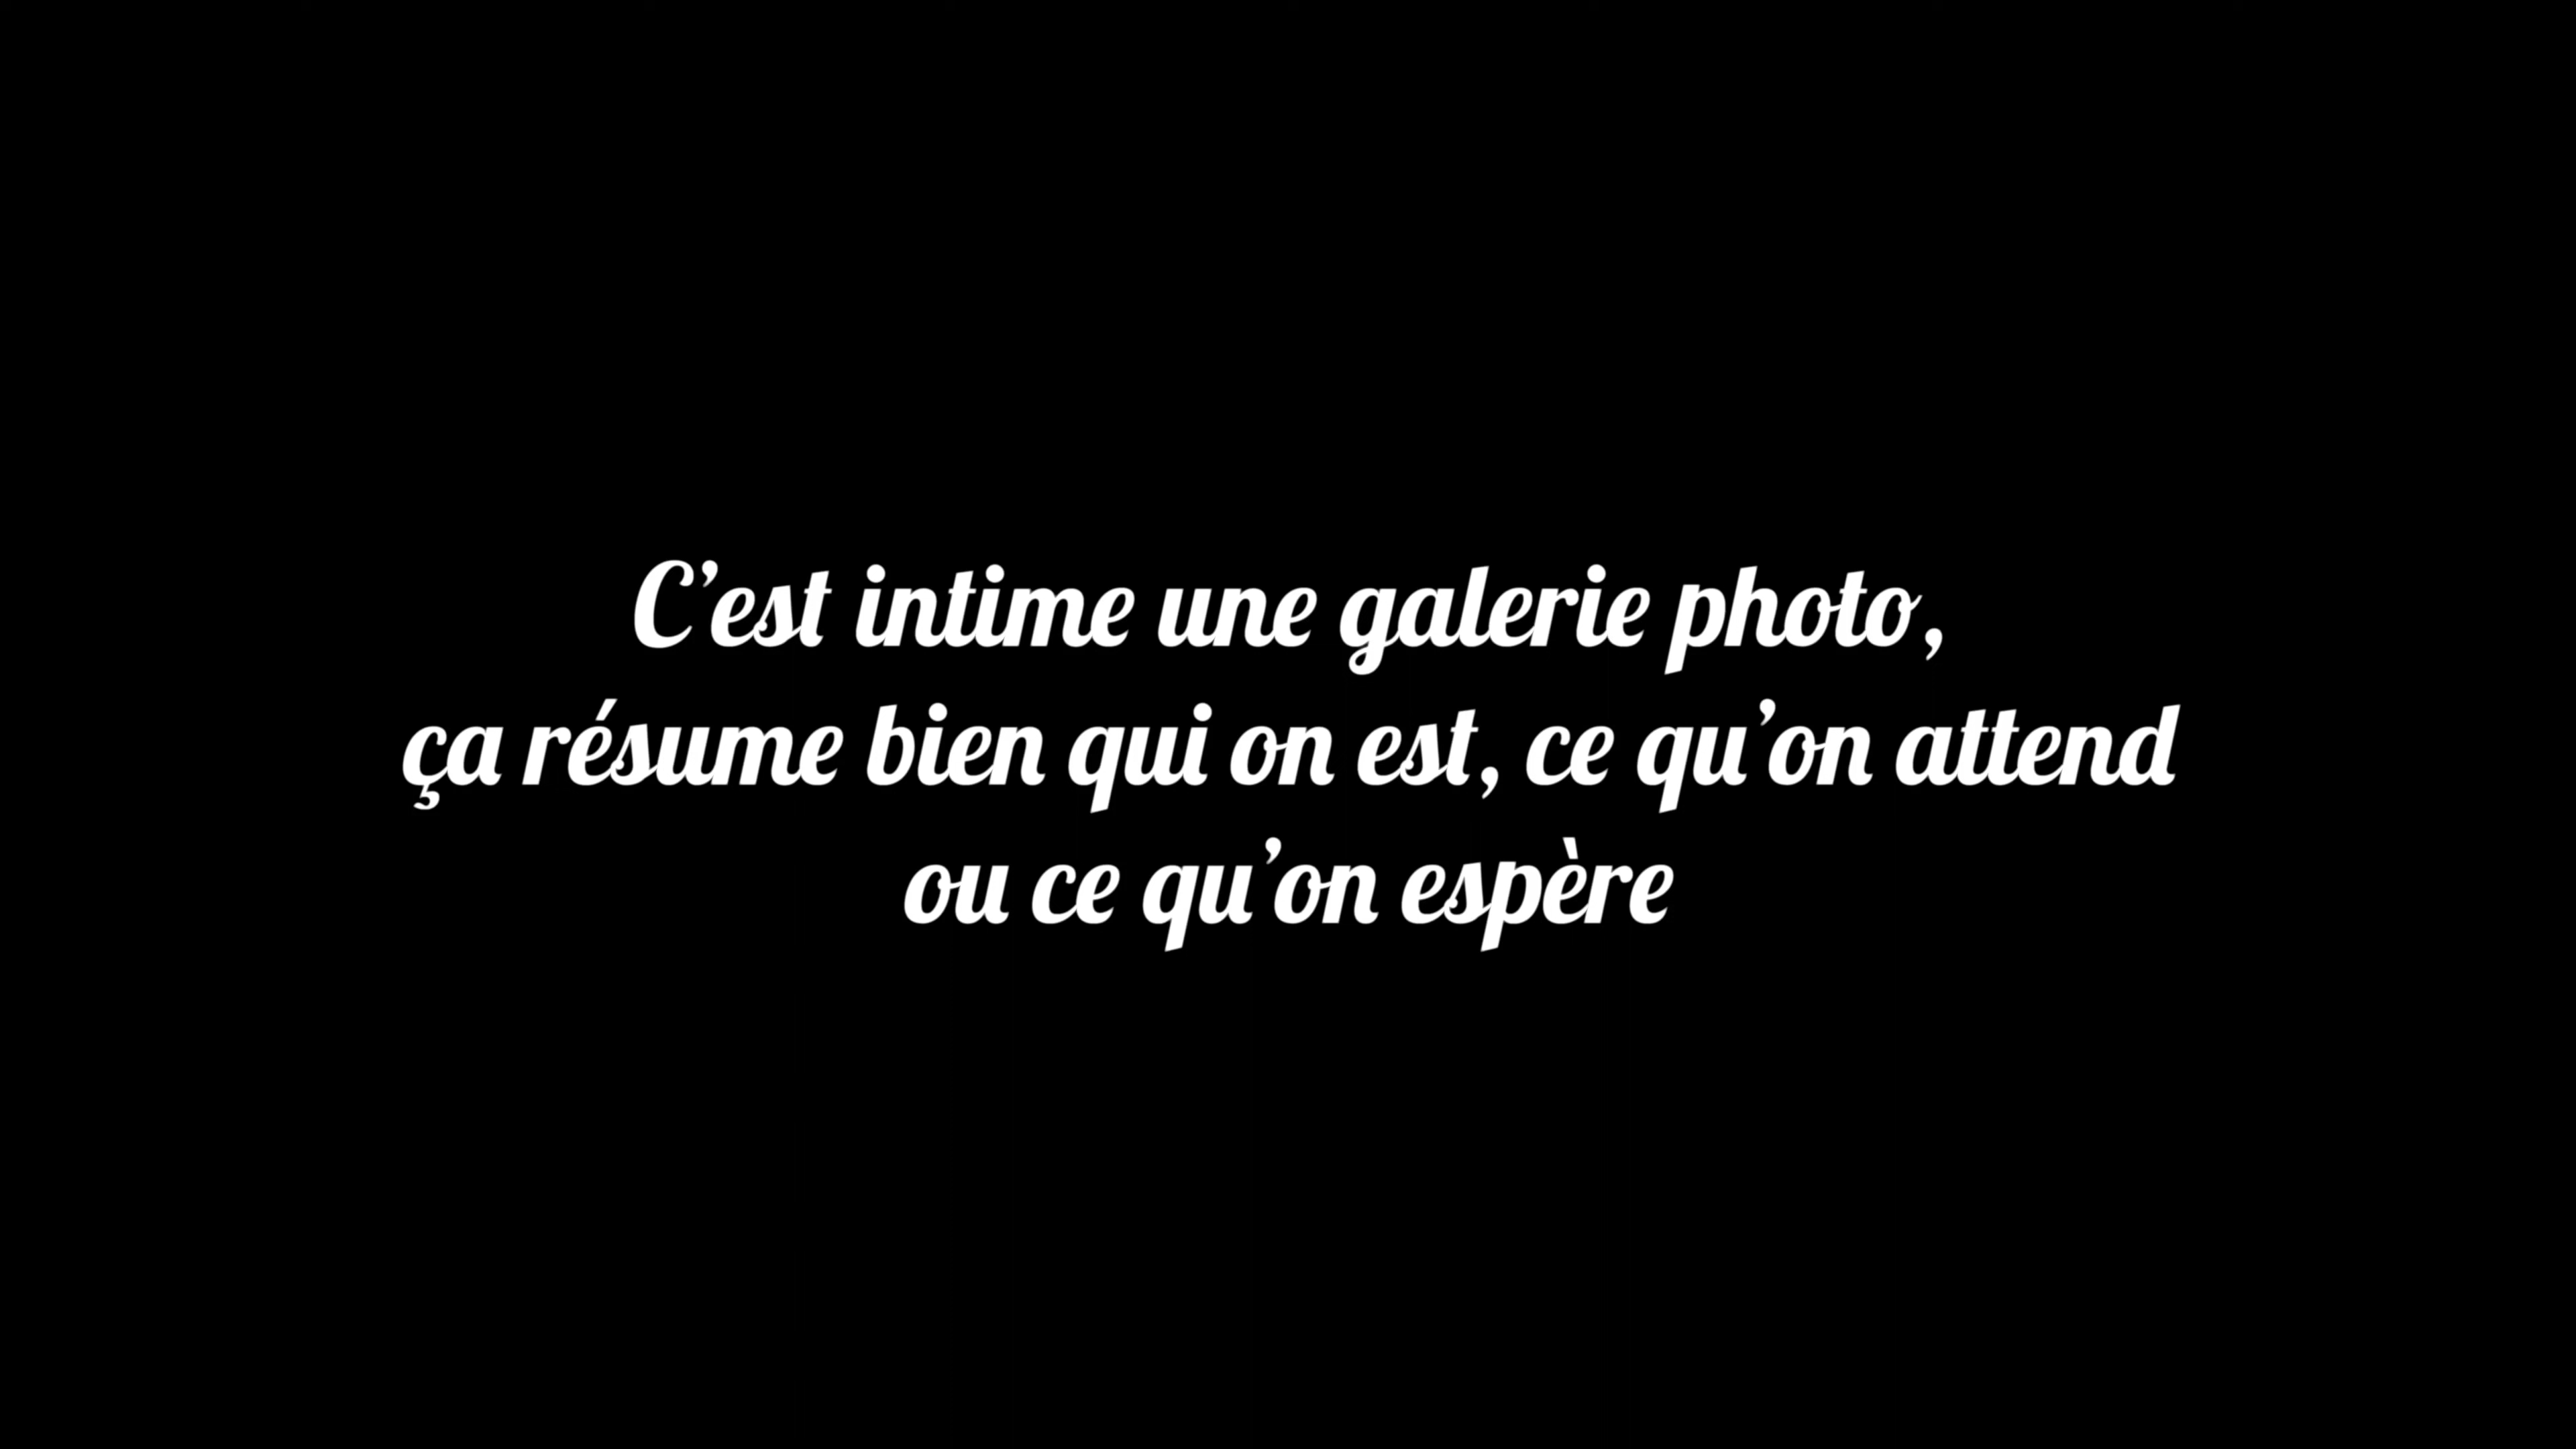 C’est intime une galerie photo,
ça résume bien qui on est, ce qu’on attend
ou ce qu’on espère